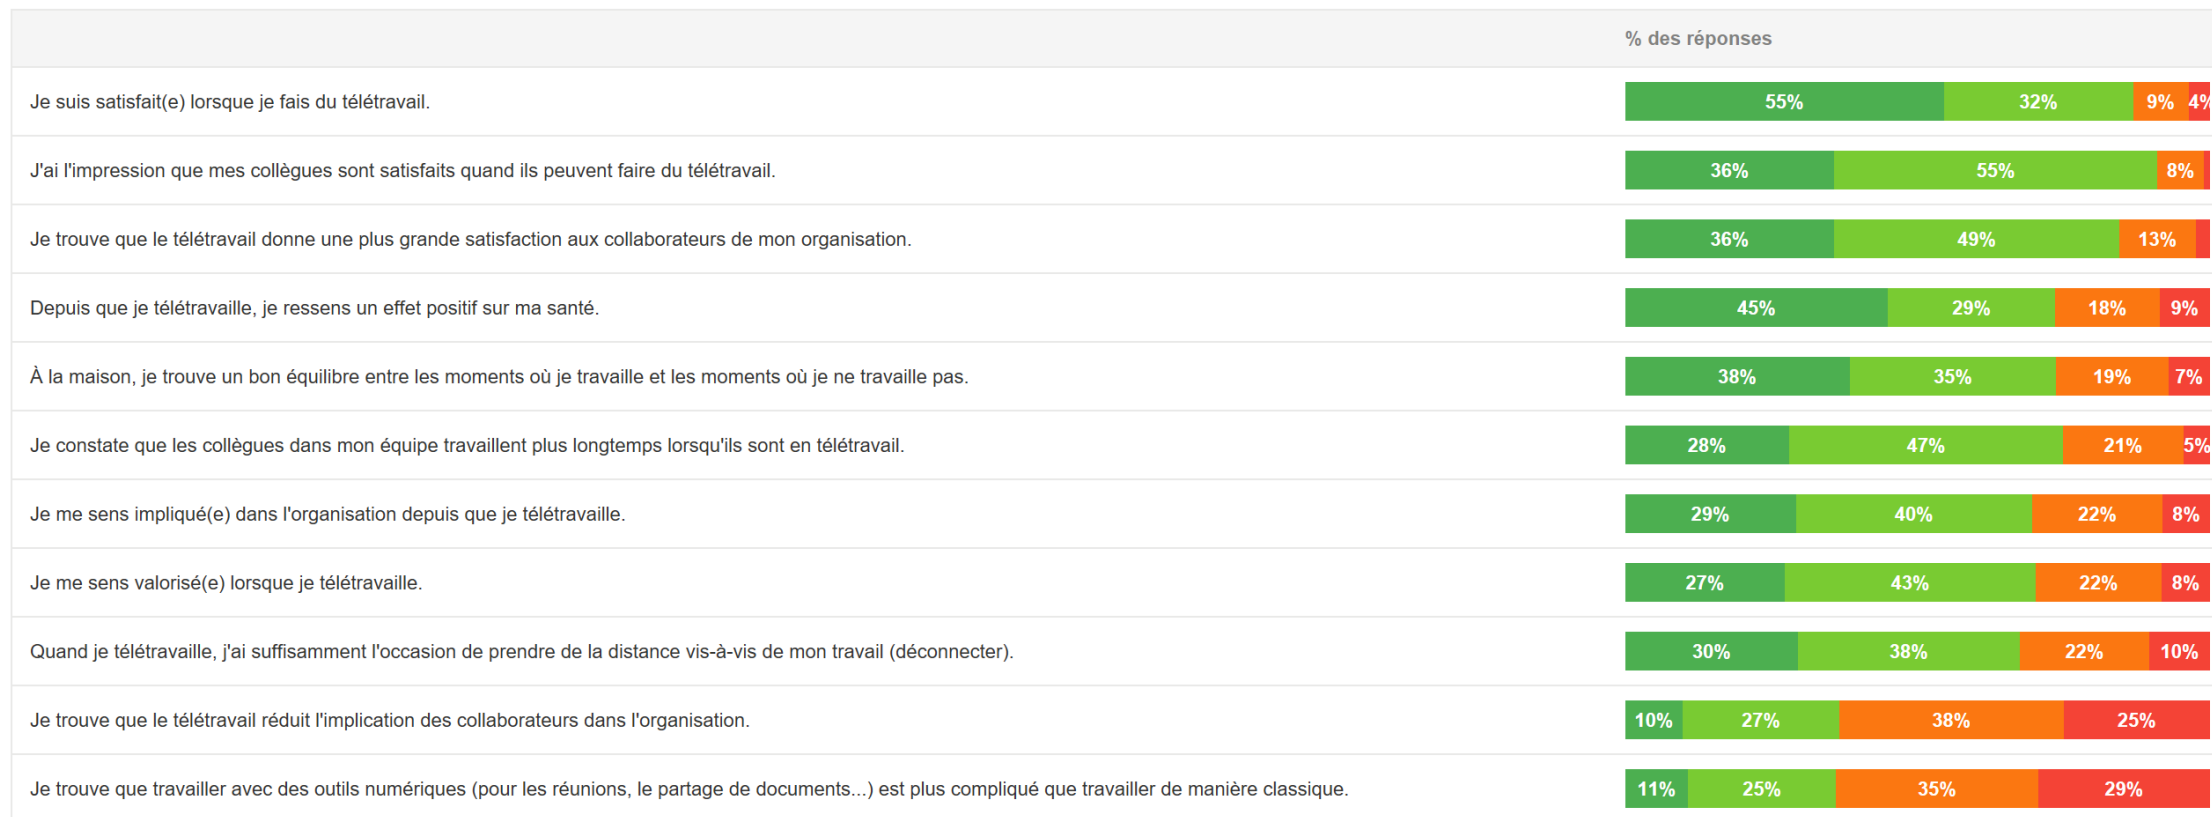 % des réponses
Je suis satisfait(e) lorsque je fais du télétravail. 55% 32% 9% 4%
J'ai l'impression que mes collègues sont satisfaits quand ils peuvent faire du télétravail. 36% 55% 8%
Je trouve que le télétravail donne une plus grande satisfaction aux collaborateurs de mon organisation. 36% 49% 13%
Depuis que je télétravaille, je ressens un effet positif sur ma santé. 45% 29% 18% 9%
À la maison, je trouve un bon équilibre entre les moments où je travaille et les moments où je ne travaille pas. 38% 35% 19% 7%
Je constate que les collègues dans mon équipe travaillent plus longtemps lorsqu'ils sont en télétravail. 28% 47% 21% 5%
Je me sens impliqué(e) dans l'organisation depuis que je télétravaille. 29% 40% 22% 8%
Je me sens valorisé(e) lorsque je télétravaille. 27% 43% 22% 8%
Quand je télétravaille, j'ai suffisamment l'occasion de prendre de la distance vis-à-vis de mon travail (déconnecter). 30% 38% 22% 10%
Je trouve que le télétravail réduit l'implication des collaborateurs dans l'organisation. 10% 27% 38% 25%
Je trouve que travailler avec des outils numériques (pour les réunions, le partage de documents...) est plus compliqué que travailler de manière classique. 11% 25% 35% 29%